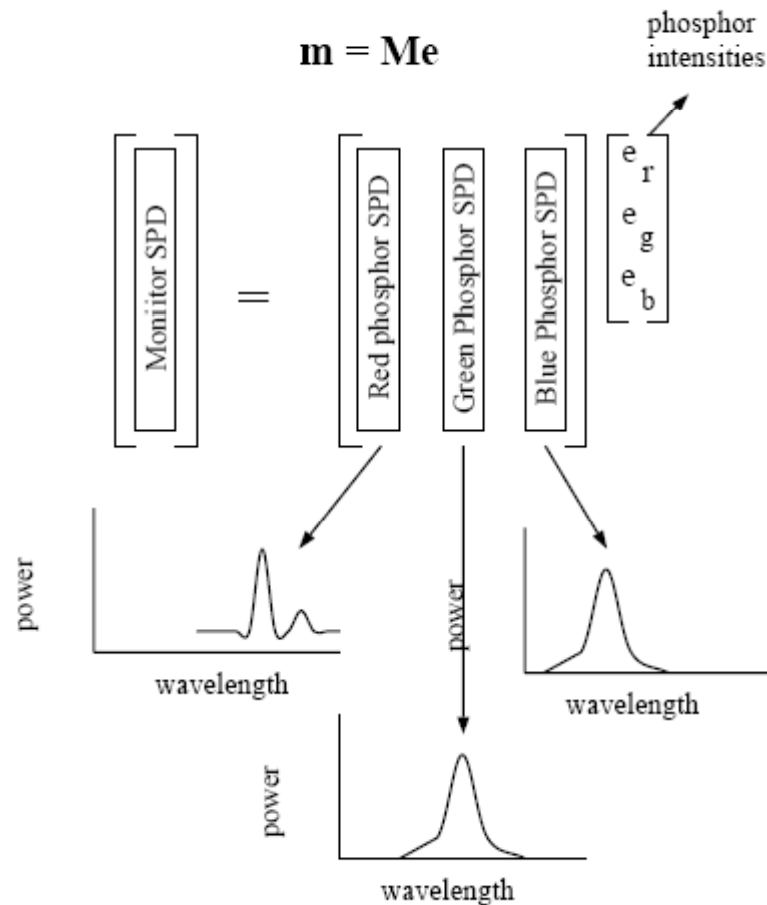 phosphor
intensities
m = Me
Moniitor SPD
=
Red phosphor SPD
Green Phosphor SPD
Blue Phosphor SPD
e r
e g
e b
power
wavelength
power
wavelength
power
wavelength